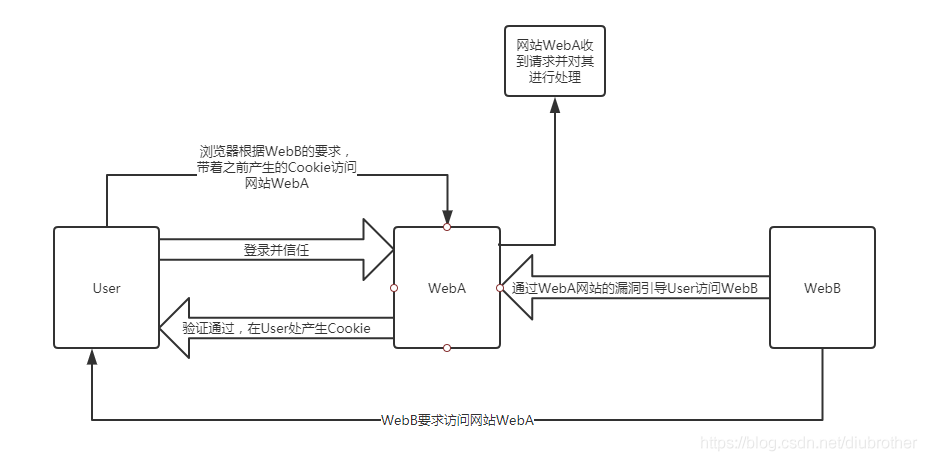 网站WebA收
到请求并对其
进行处理
浏览器根据WebB的要求，
带着之前产生的Cookie访问
网站WebA
登录并信任
User
WebA
通过WebA网站的漏洞引导User访问WebB
WebB
验证通过，在User处产生Cookie
WebB要求访问网站WebA
https://blog.csdn.net/diubrother